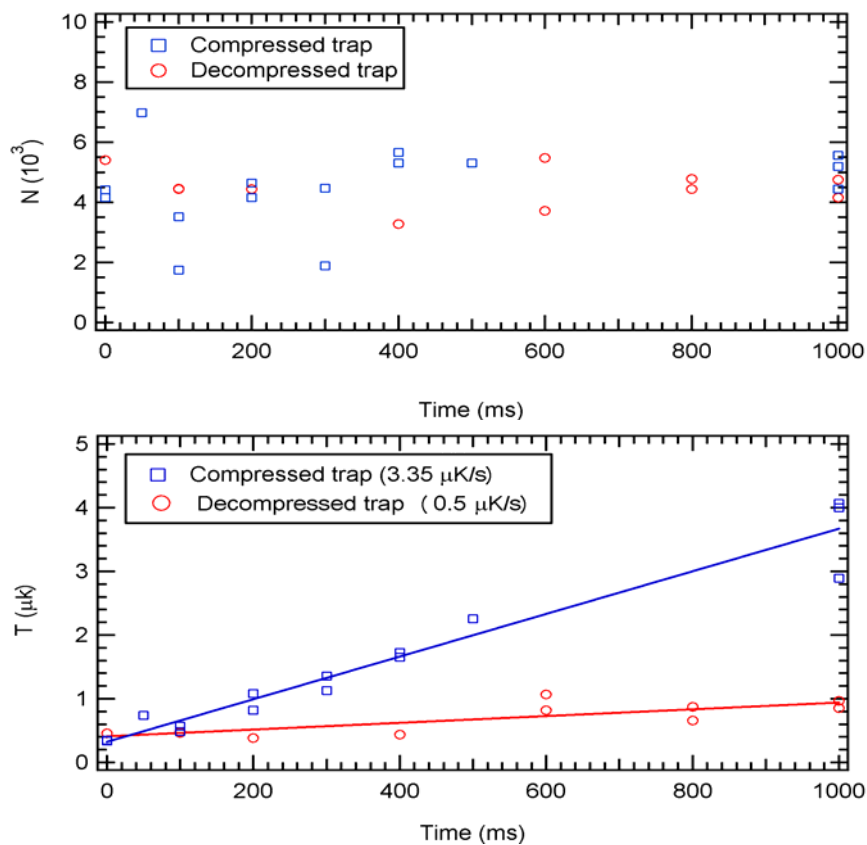 10
8
6
4
2
0
N (10³)
Compressed trap
Decompressed trap
0 200 400 600 800 1000
Time (ms)
5
4
3
2
1
0
T (μk)
Compressed trap (3.35 μK/s)
Decompressed trap ( 0.5 μK/s)
0 200 400 600 800 1000
Time (ms)